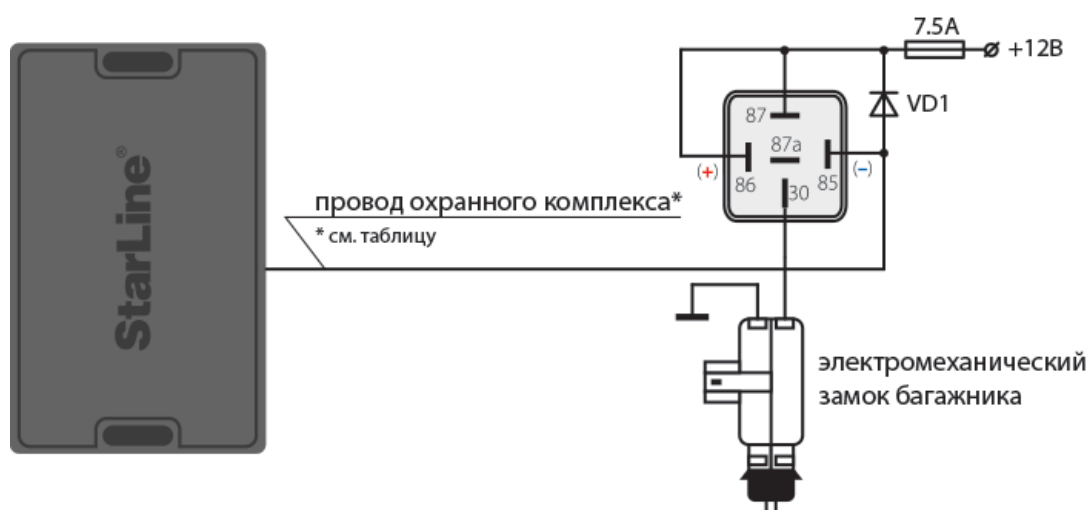 7.5A
+12В
VD1
87
87a
(+)
86
30
85
(–)
StarLine®
провод охранного комплекса*
* см. таблицу
электромеханический
замок багажника